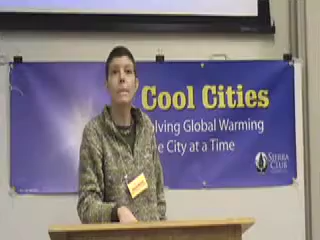 Cool Cities
olving Global Warming
e City at a Time
SIERRA
CLUB